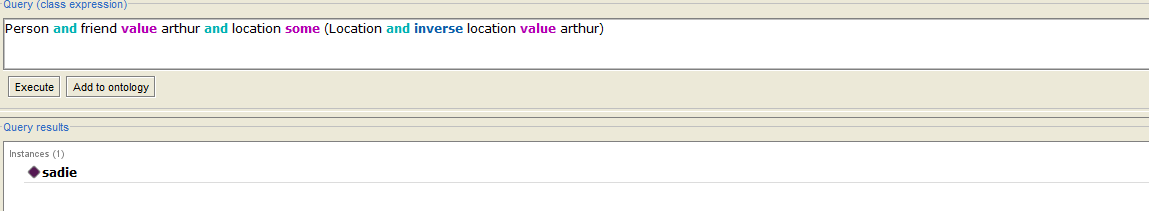 Query (class expression)
Person and friend value arthur and location some (Location and inverse location value arthur)
Execute Add to ontology
Query results
Instances (1)
sadie